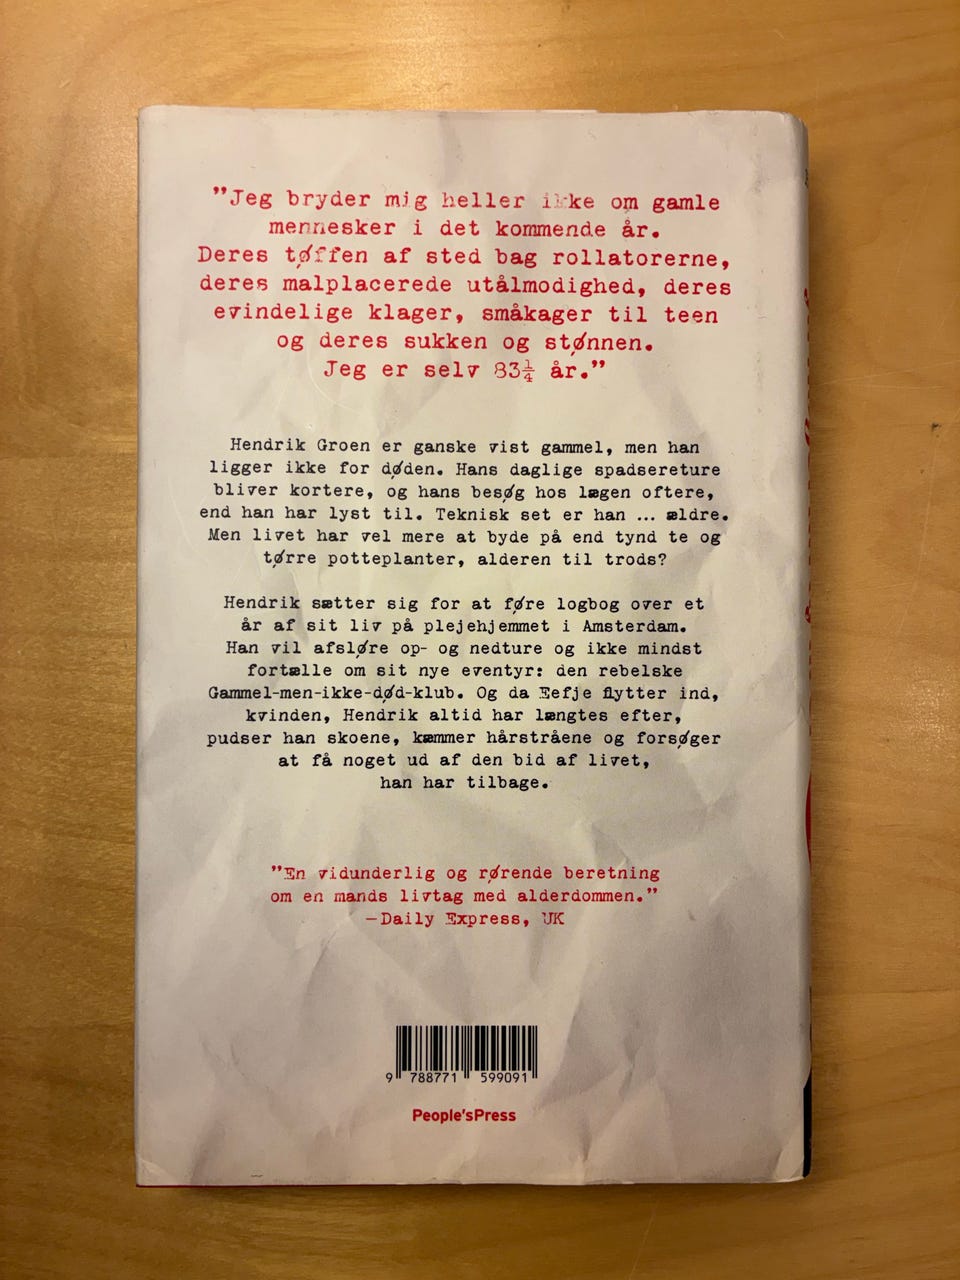 ”Jeg bryder mig heller ikke om gamle
mennesker i det kommende år.
Deres tøffen af sted bag rollatorerne,
deres malplacerede utålmodighed, deres
evindelige klager, småkager til teen
og deres sukken og stønnen.
Jeg er selv 83¼ år.”
Hendrik Groen er ganske vist gammel, men han
ligger ikke for døden. Hans daglige spadsereture
bliver kortere, og hans besøg hos lægen oftere,
end han har lyst til. Teknisk set er han ... ældre.
Men livet har vel mere at byde på end tynd te og
tørre potteplanter, alderen til trods?
Hendrik sætter sig for at føre logbog over et
år af sit liv på plejehjemmet i Amsterdam.
Han vil afsløre op- og nedture og ikke mindst
fortælle om sit nye eventyr: den rebelske
Gammel-men-ikke-død-klub. Og da Eefje flytter ind,
kvinden, Hendrik altid har længtes efter,
pudser han skoene, kæmmer hårstråene og forsøger
at få noget ud af den bid af livet,
han har tilbage.
”En vidunderlig og rørende beretning
om en mands livtag med alderdommen.”
—Daily Express, UK
9 788771 599091
People'sPress